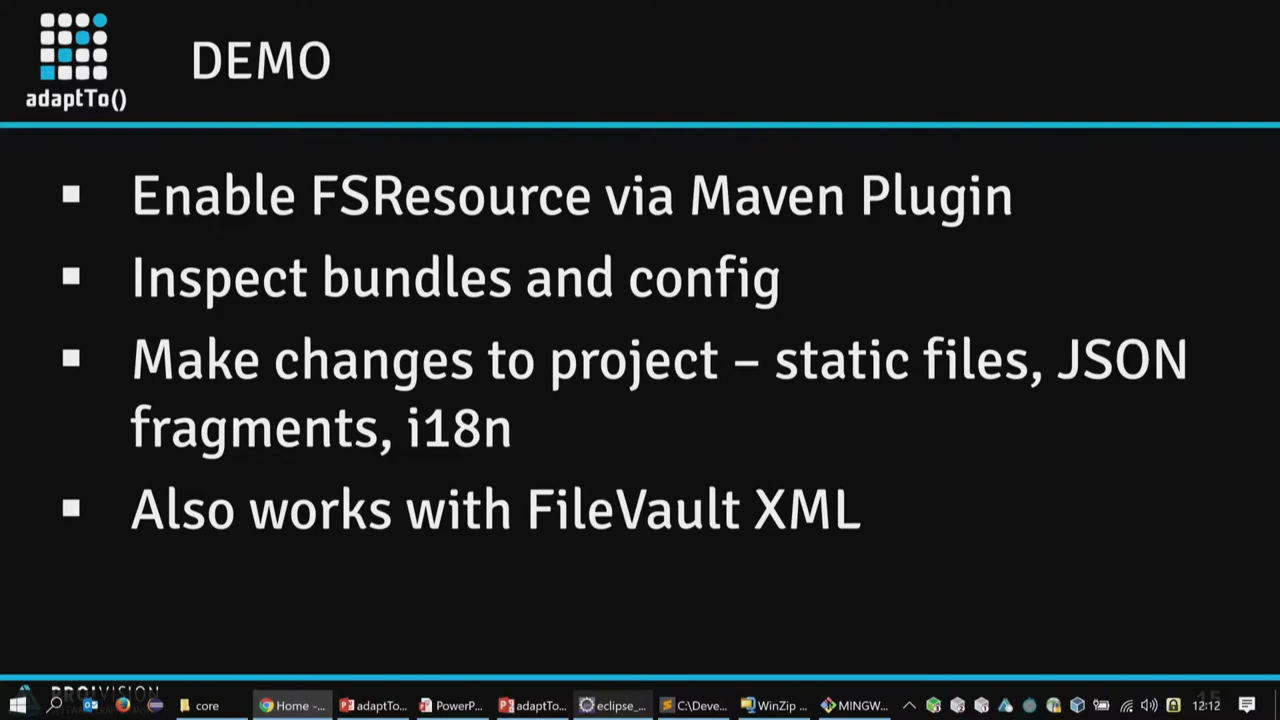 adaptTo()
DEMO
Enable FSResource via Maven Plugin
Inspect bundles and config
Make changes to project – static files, JSON
fragments, i18n
Also works with FileVault XML
core
Home -...
adaptTo...
PowerP...
adaptTo...
eclipse_...
C:\Deve...
WinZip ...
MINGW...
12:12